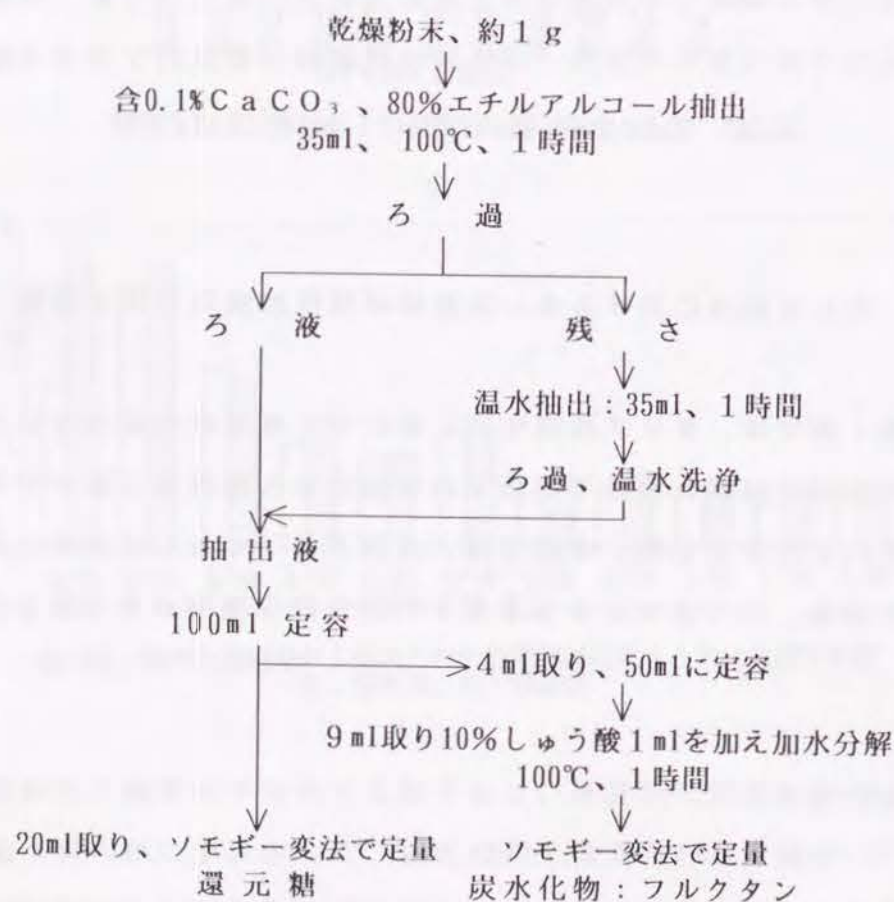 乾燥粉末、約1g
含0.1%CaCO₃、80%エチルアルコール抽出
35ml、100℃、1時間
ろ過
ろ液
残さ
温水抽出：35ml、1時間
ろ過、温水洗浄
抽出液
100ml 定容
4ml取り、50mlに定容
9ml取り10%しゅう酸1mlを加え加水分解
100℃、1時間
20ml取り、ソモギー変法で定量
還元糖
ソモギー変法で定量
炭水化物：フルクタン